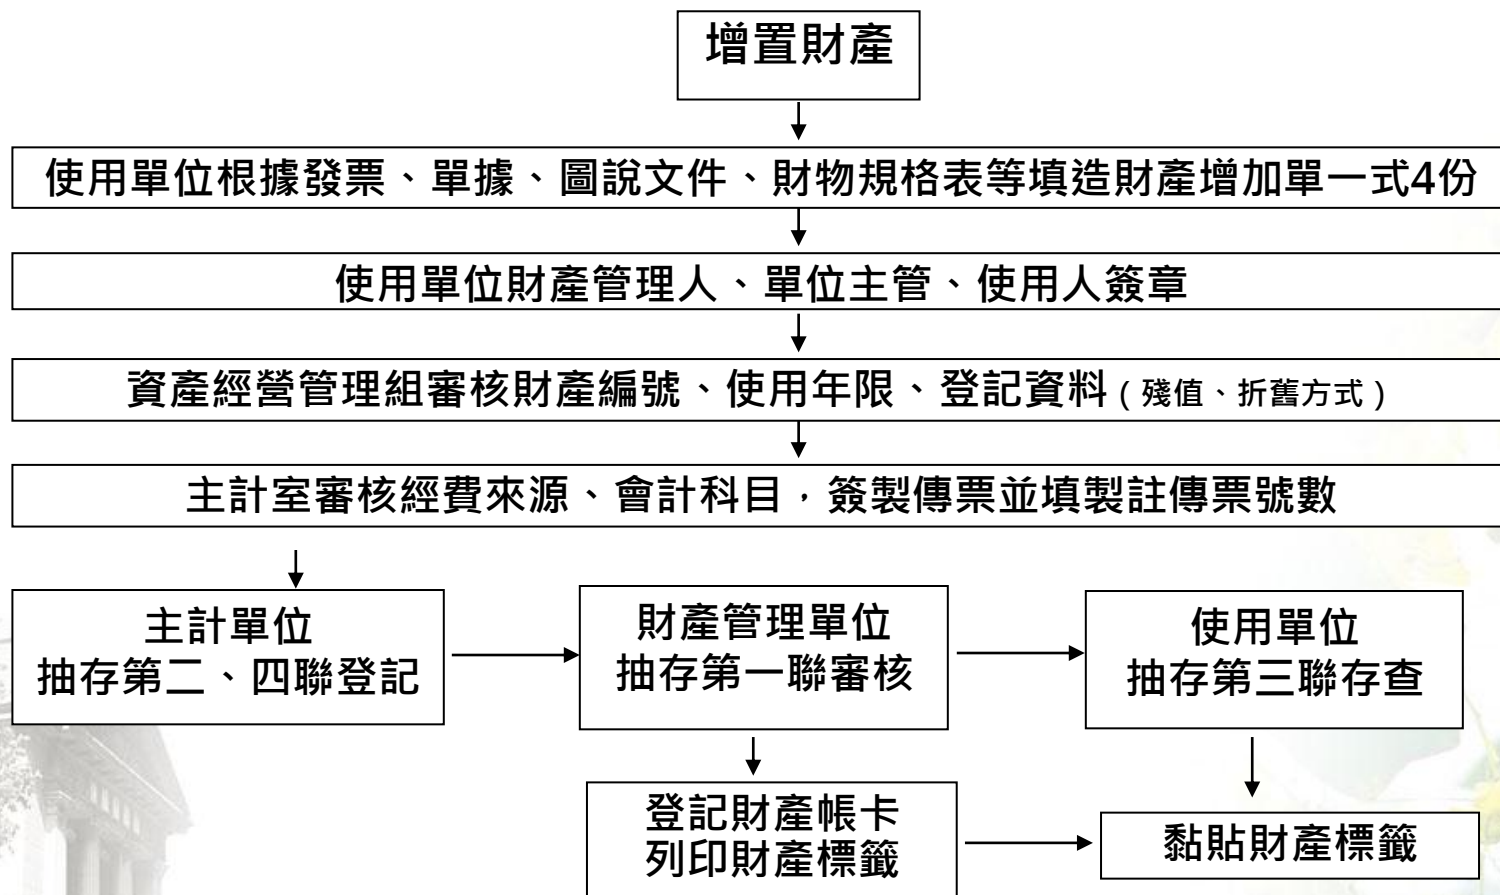 增置財產
使用單位根據發票、單據、圖說文件、財物規格表等填造財產增加單一式4份
使用單位財產管理人、單位主管、使用人簽章
資產經營管理組審核財產編號、使用年限、登記資料(殘值、折舊方式)
主計室審核經費來源、會計科目，簽製傳票並填製註傳票號數
主計單位
抽存第二、四聯登記
財產管理單位
抽存第一聯審核
使用單位
抽存第三聯存查
登記財產帳卡
列印財產標籤
黏貼財產標籤